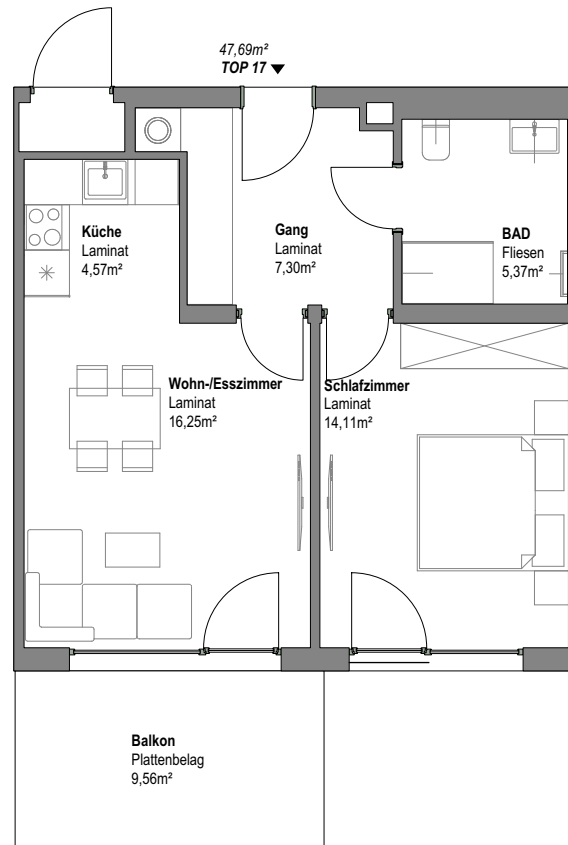 47,69m²
TOP 17
Küche
Laminat
4,57m²
Gang
Laminat
7,30m²
BAD
Fliesen
5,37m²
Wohn-/Esszimmer
Laminat
16,25m²
Schlafzimmer
Laminat
14,11m²
Balkon
Plattenbelag
9,56m²